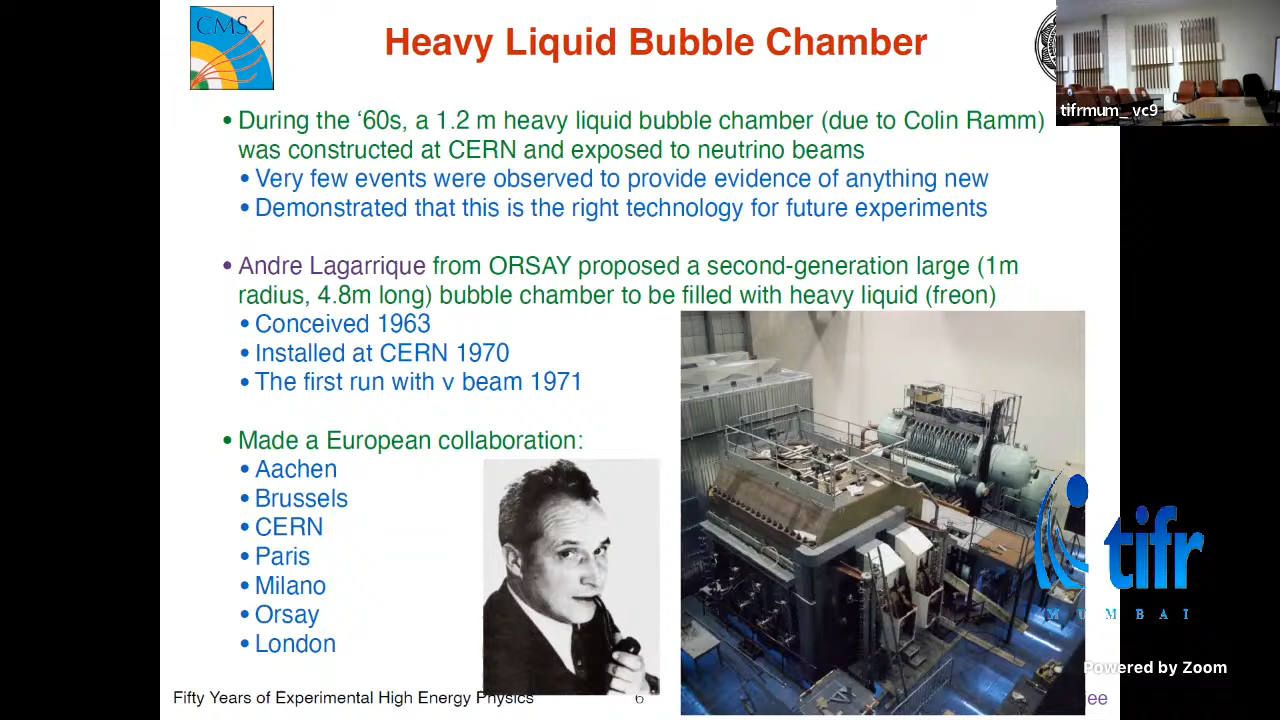 CMS
Heavy Liquid Bubble Chamber
tifrmum_ vc9
• During the ‘60s, a 1.2 m heavy liquid bubble chamber (due to Colin Ramm)
was constructed at CERN and exposed to neutrino beams
• Very few events were observed to provide evidence of anything new
• Demonstrated that this is the right technology for future experiments
• Andre Lagarrique from ORSAY proposed a second-generation large (1m
radius, 4.8m long) bubble chamber to be filled with heavy liquid (freon)
• Conceived 1963
• Installed at CERN 1970
• The first run with ν beam 1971
• Made a European collaboration:
• Aachen
• Brussels
• CERN
• Paris
• Milano
• Orsay
• London
tifr
MUMBAI
Powered by Zoom
Fifty Years of Experimental High Energy Physics
6